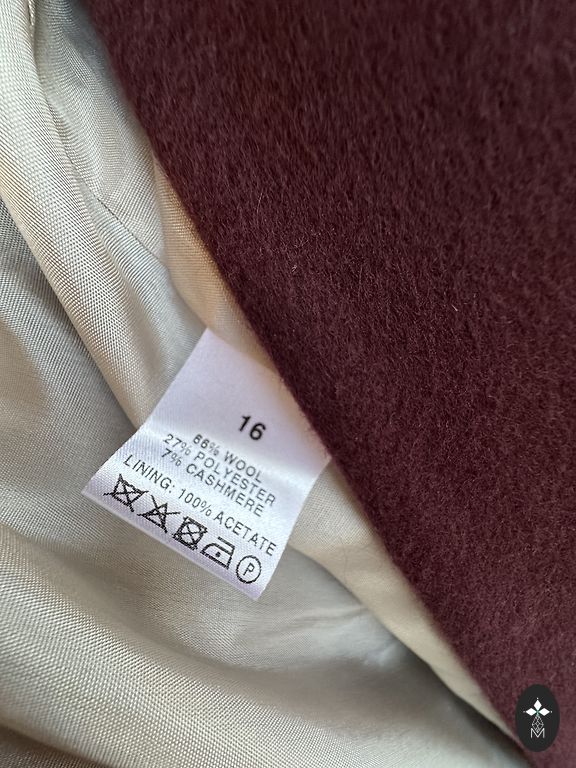 16
66% WOOL
27% POLYESTER
7% CASHMERE
LINING: 100% ACETATE
P
M